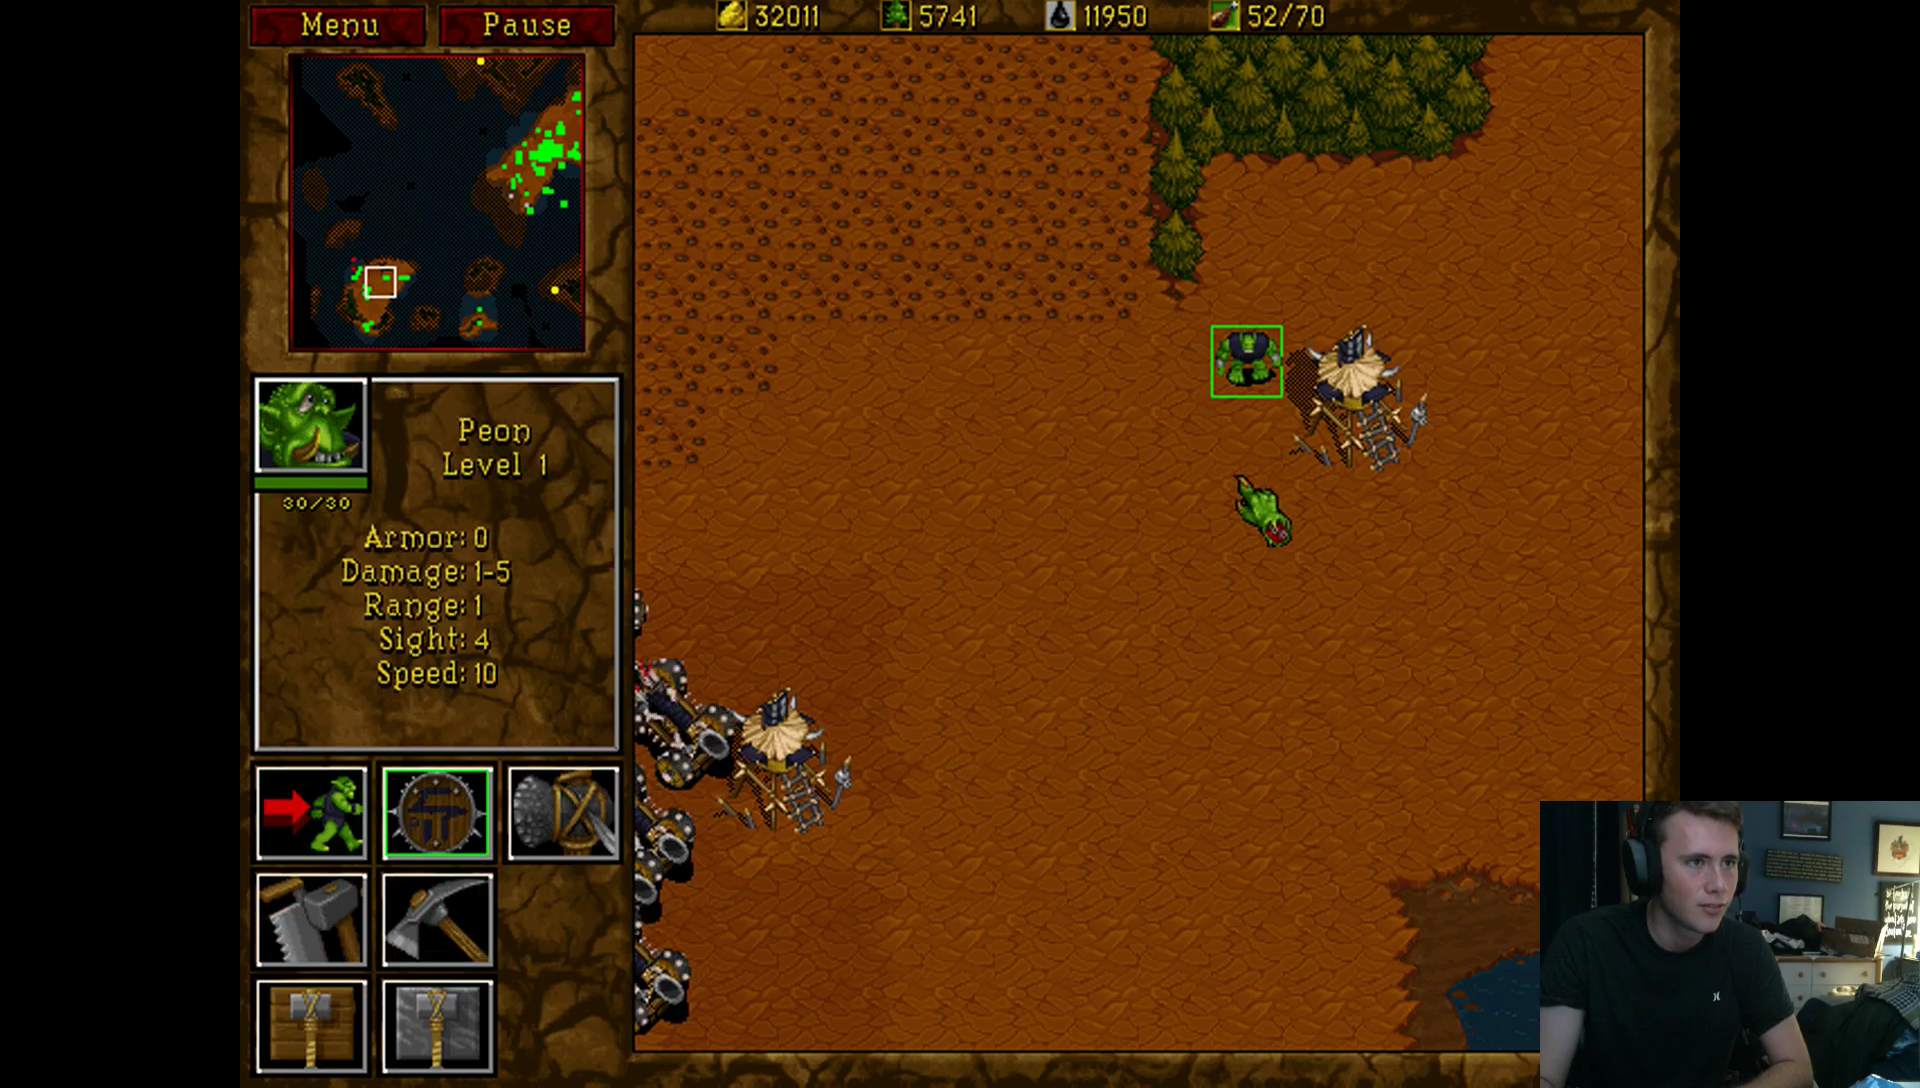 Menu
Pause
32011
5741
11950
52/70
Peon
Level 1
30/30
Armor: 0
Damage: 1-5
Range: 1
Sight: 4
Speed: 10